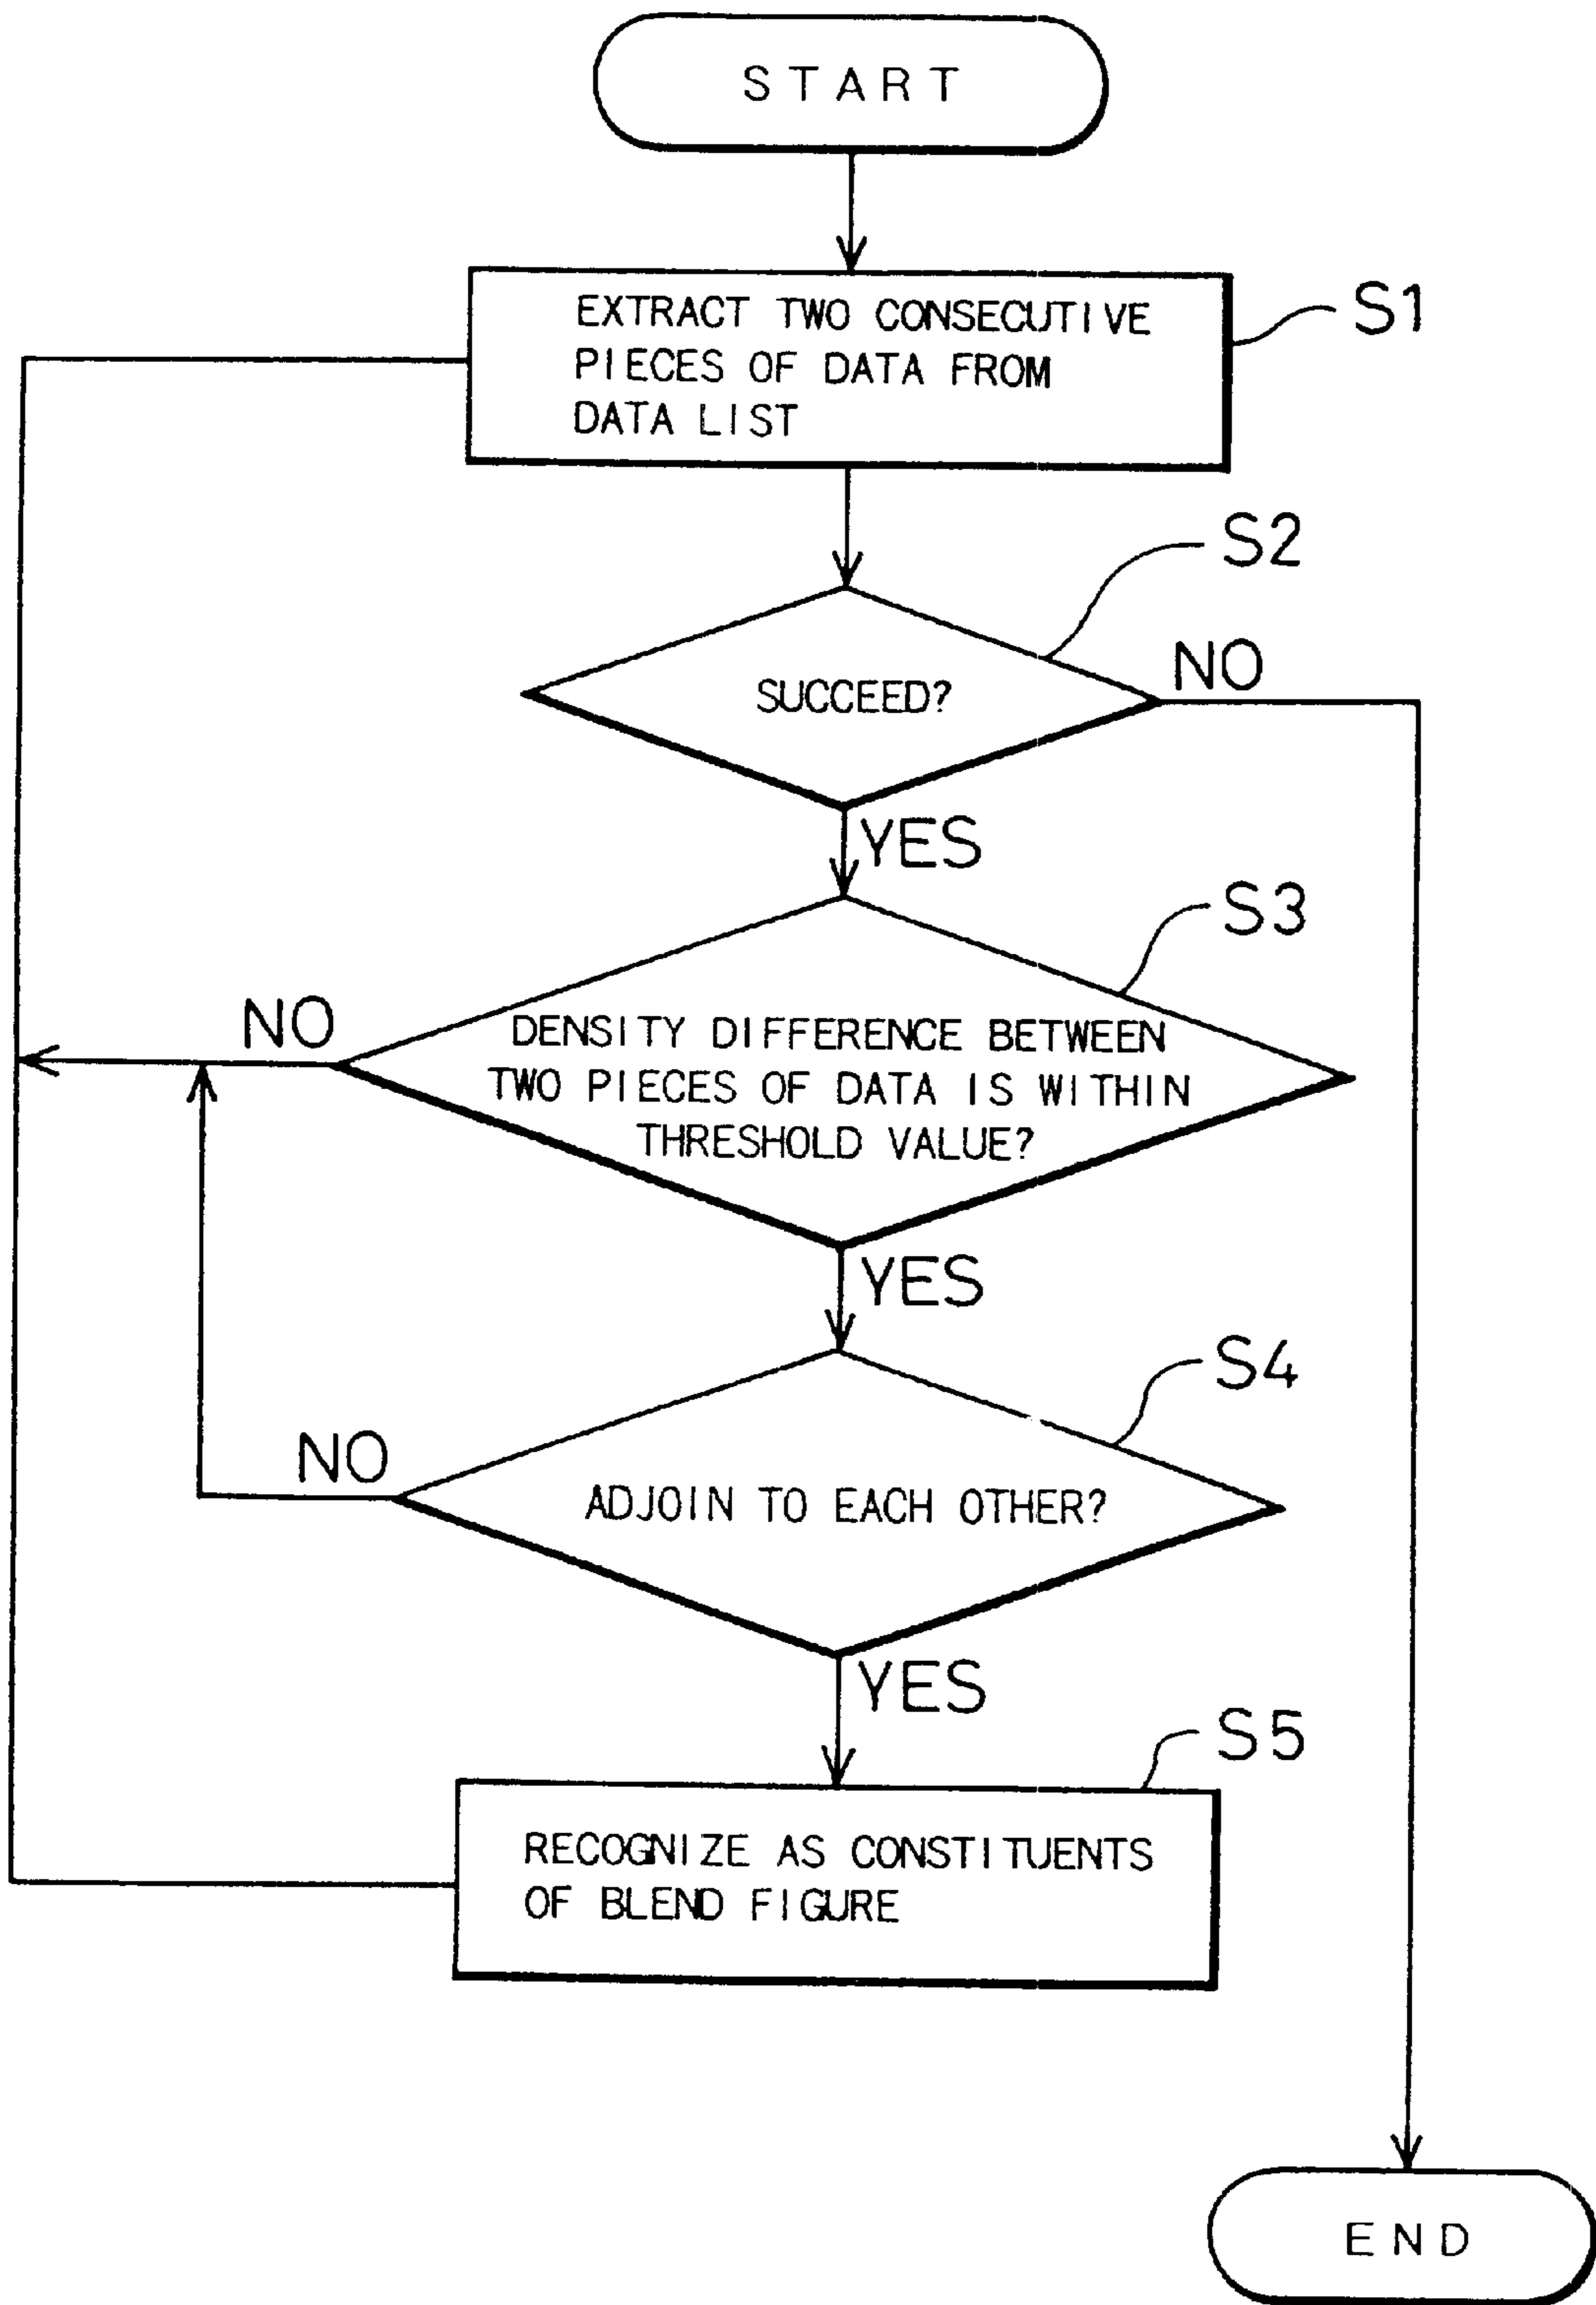 START
EXTRACT TWO CONSECUTIVE
PIECES OF DATA FROM
DATA LIST
S1
S2
SUCCEED?
NO
YES
S3
DENSITY DIFFERENCE BETWEEN
TWO PIECES OF DATA IS WITHIN
THRESHOLD VALUE?
NO
YES
S4
ADJOIN TO EACH OTHER?
NO
YES
S5
RECOGNIZE AS CONSTITUENTS
OF BLEND FIGURE
END